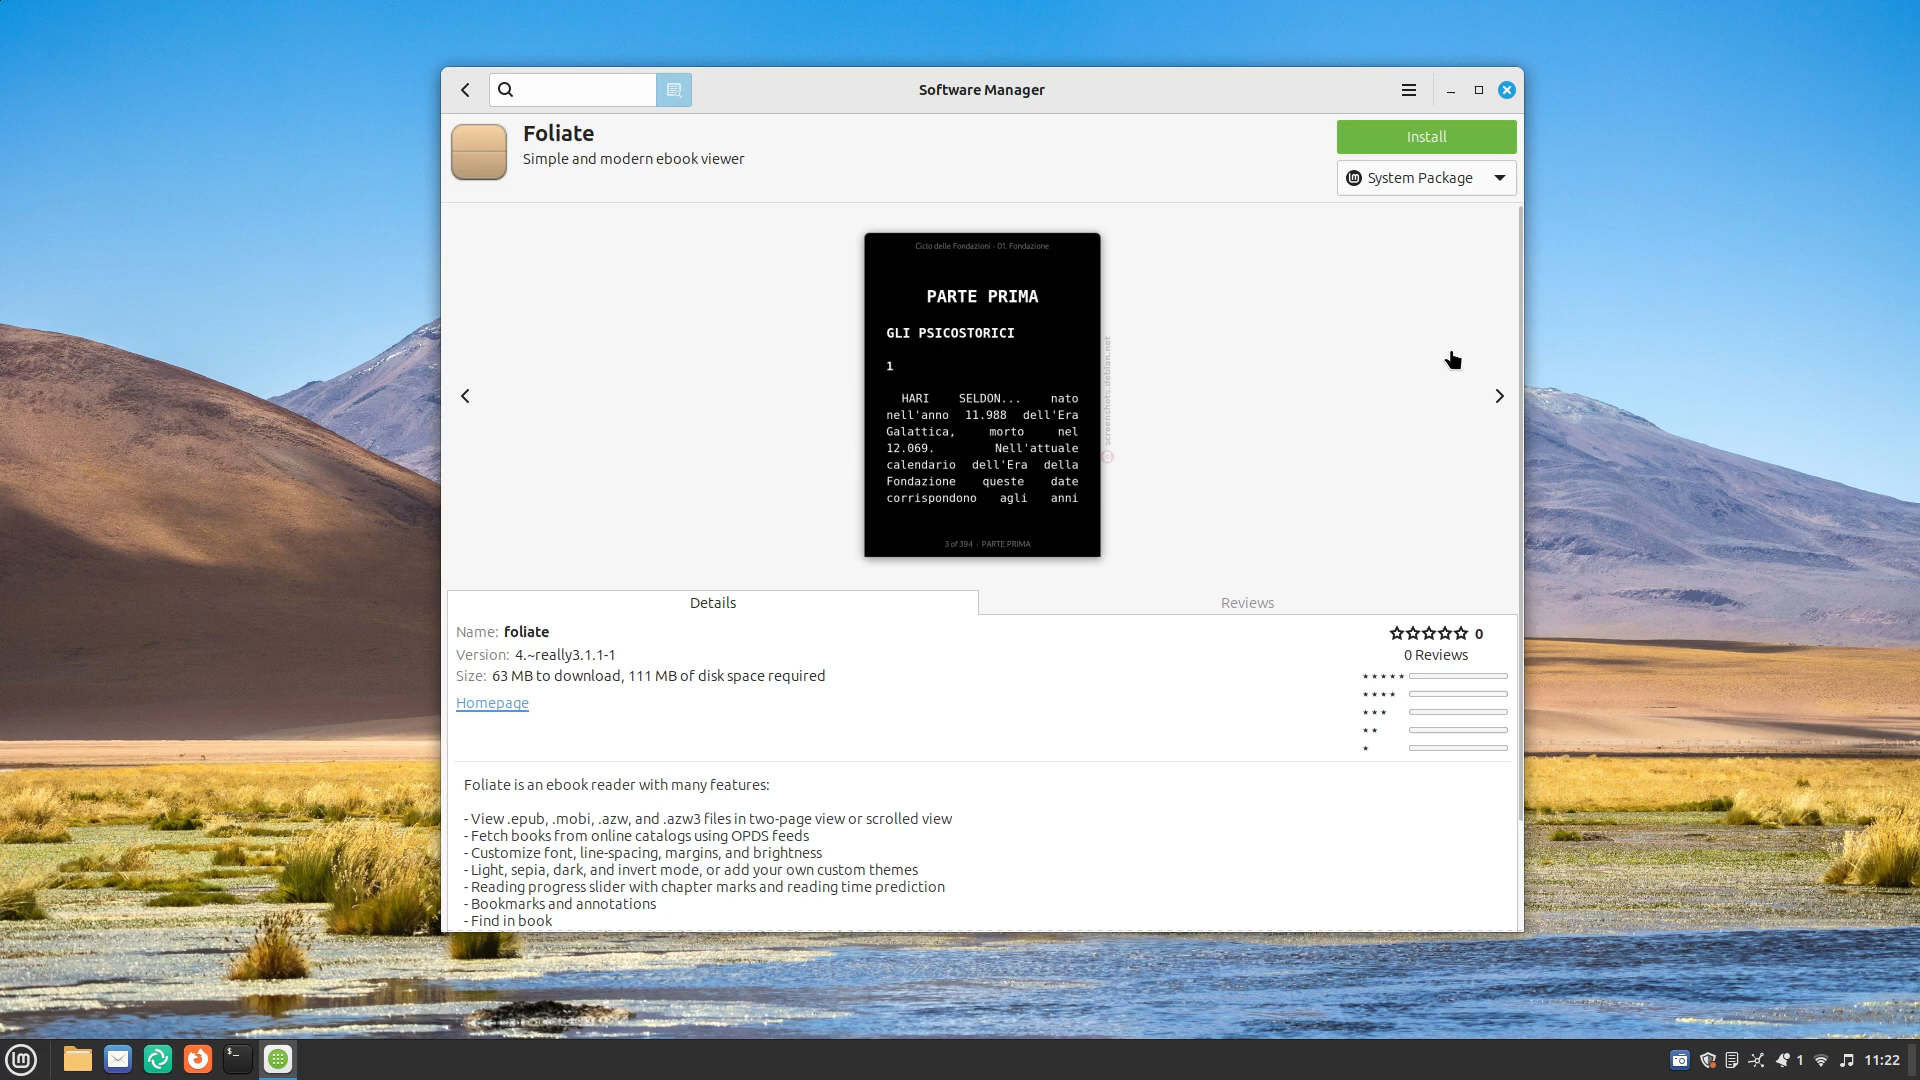 Software Manager
Foliate
Simple and modern ebook viewer
Install
System Package
Ciclo delle Fondazioni - 01. Fondazione
PARTE PRIMA
GLI PSICOSTORICI
1
HARI SELDON... nato
nell'anno 11.988 dell'Era
Galattica, morto nel
12.069. Nell'attuale
calendario dell'Era della
Fondazione queste date
corrispondono agli anni
3 of 394 · PARTE PRIMA
screenshots.debian.net
Details
Reviews
Name: foliate
Version: 4.~really3.1.1-1
Size: 63 MB to download, 111 MB of disk space required
Homepage
0
0 Reviews
Foliate is an ebook reader with many features:
- View .epub, .mobi, .azw, and .azw3 files in two-page view or scrolled view
- Fetch books from online catalogs using OPDS feeds
- Customize font, line-spacing, margins, and brightness
- Light, sepia, dark, and invert mode, or add your own custom themes
- Reading progress slider with chapter marks and reading time prediction
- Bookmarks and annotations
- Find in book
$_
1
11:22